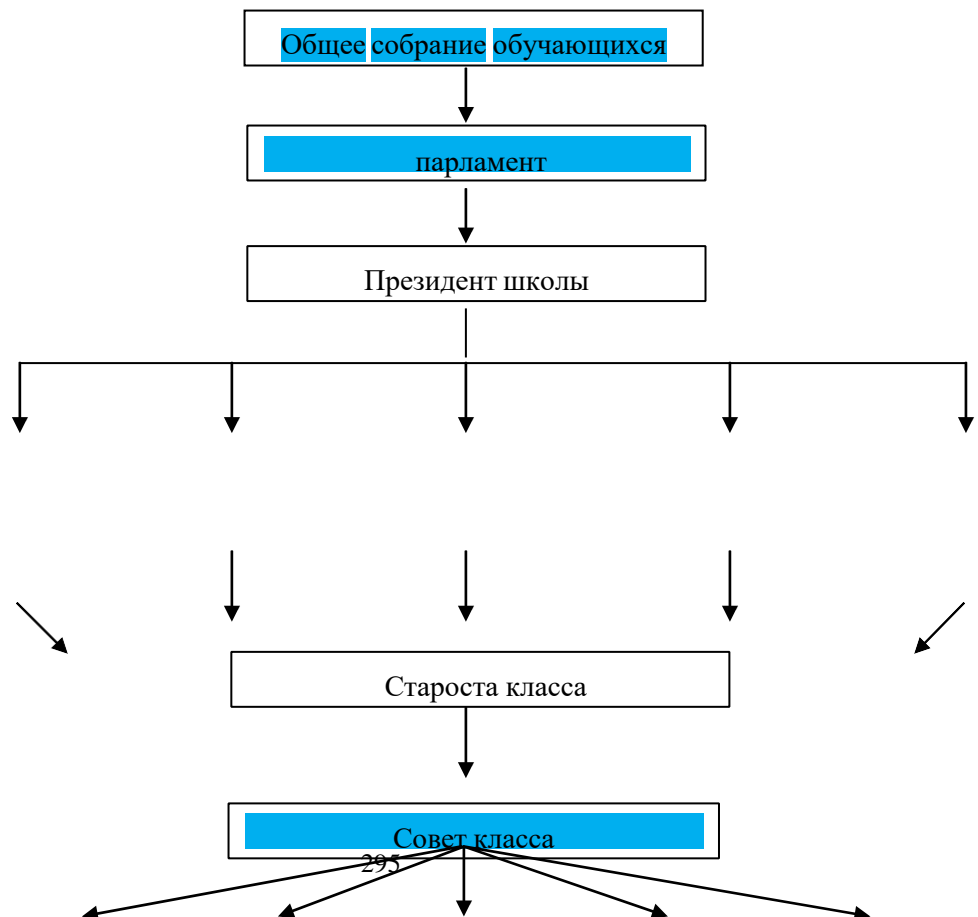 Общее собрание обучающихся
парламент
Президент школы
Староста класса
Совет класса
295